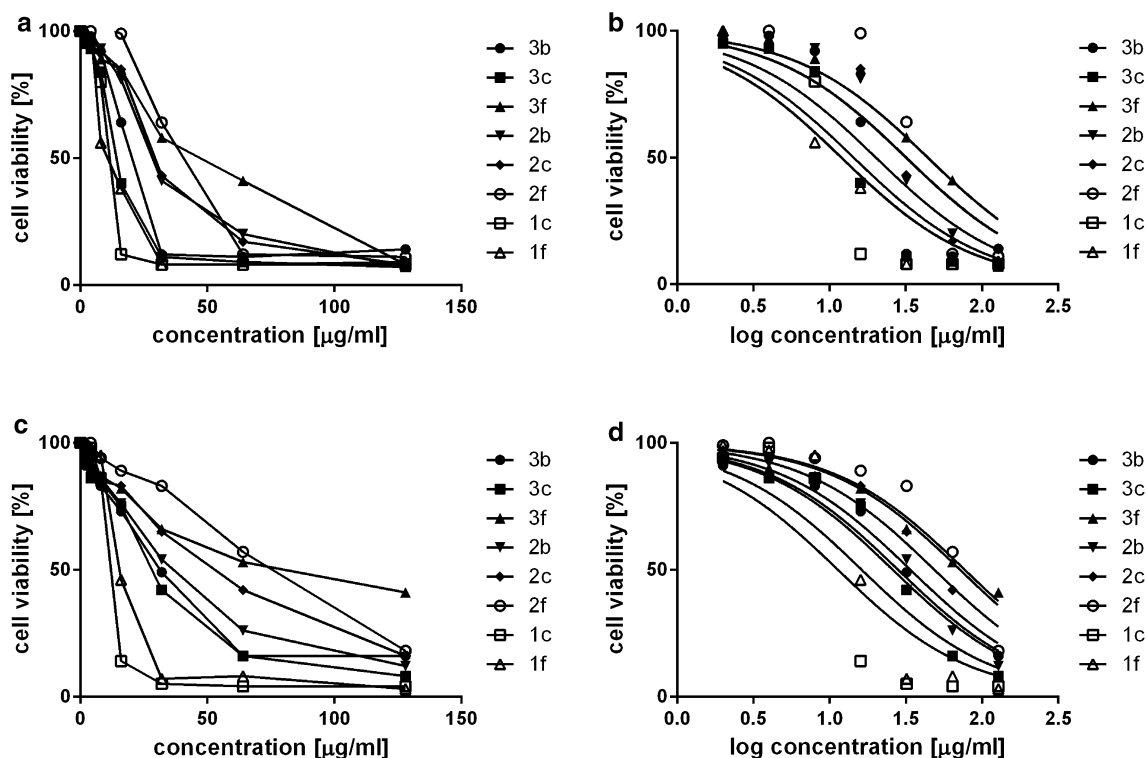 a
cell viability [%]
100
50
0
0 50 100 150
concentration [µg/ml]
3b
3c
3f
2b
2c
2f
1c
1f
b
cell viability [%]
100
50
0
0.0 0.5 1.0 1.5 2.0 2.5
log concentration [µg/ml]
3b
3c
3f
2b
2c
2f
1c
1f
c
cell viability [%]
100
50
0
0 50 100 150
concentration [µg/ml]
3b
3c
3f
2b
2c
2f
1c
1f
d
cell viability [%]
100
50
0
0.0 0.5 1.0 1.5 2.0 2.5
log concentration [µg/ml]
3b
3c
3f
2b
2c
2f
1c
1f